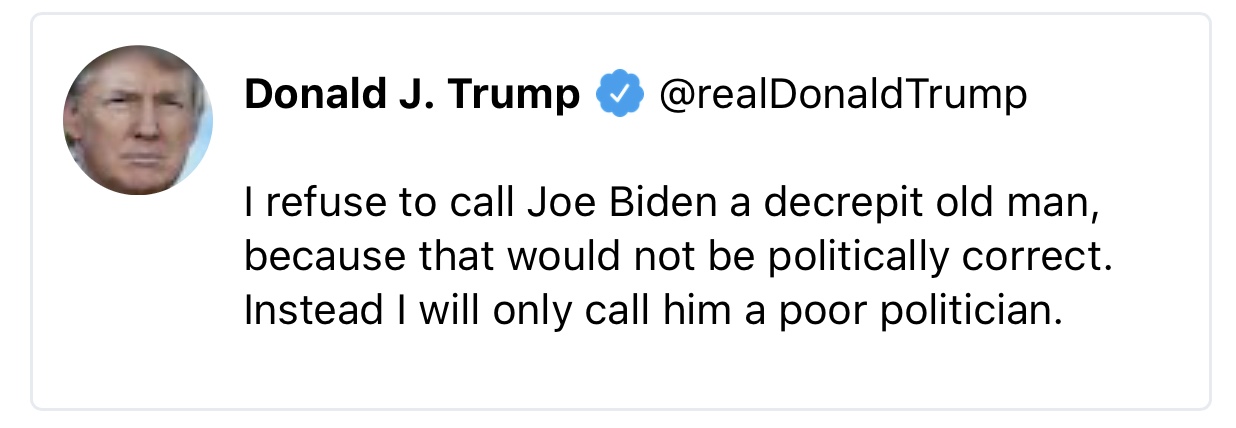 Donald J. Trump @realDonaldTrump
I refuse to call Joe Biden a decrepit old man,
because that would not be politically correct.
Instead I will only call him a poor politician.